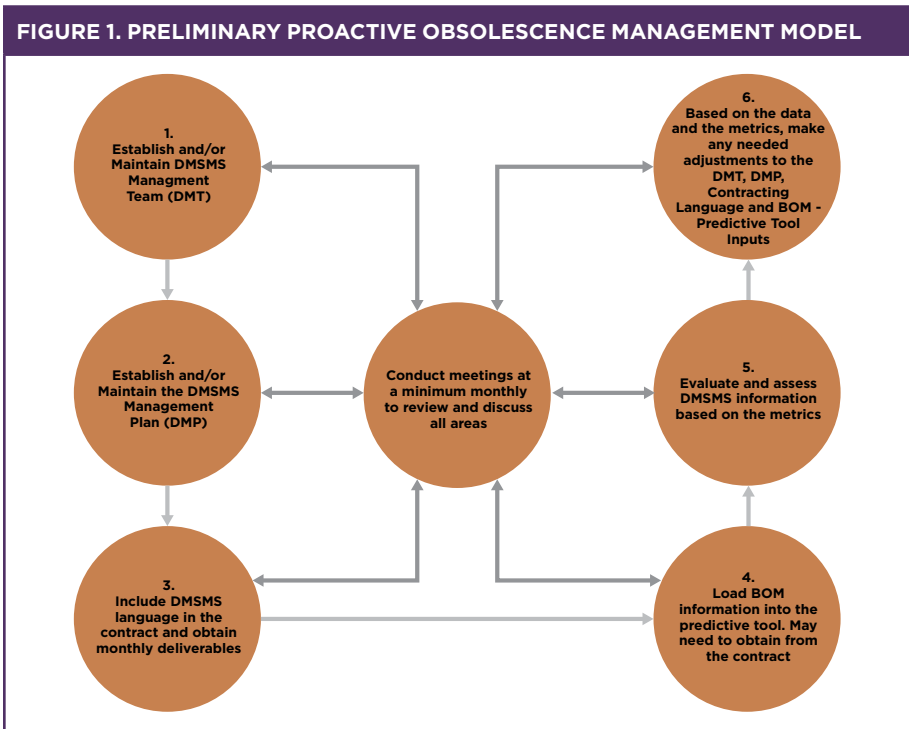 FIGURE 1. PRELIMINARY PROACTIVE OBSOLESCENCE MANAGEMENT MODEL
1.
Establish and/or
Maintain DMSMS
Managment
Team (DMT)
2.
Establish and/or
Maintain the DMSMS
Management
Plan (DMP)
3.
Include DMSMS
language in the
contract and obtain
monthly deliverables
Conduct meetings at
a minimum monthly
to review and discuss
all areas
4.
Load BOM
information into the
predictive tool. May
need to obtain from
the contract
5.
Evaluate and assess
DMSMS information
based on the metrics
6.
Based on the data
and the metrics, make
any needed
adjustments to the
DMT, DMP,
Contracting
Language and BOM -
Predictive Tool
Inputs